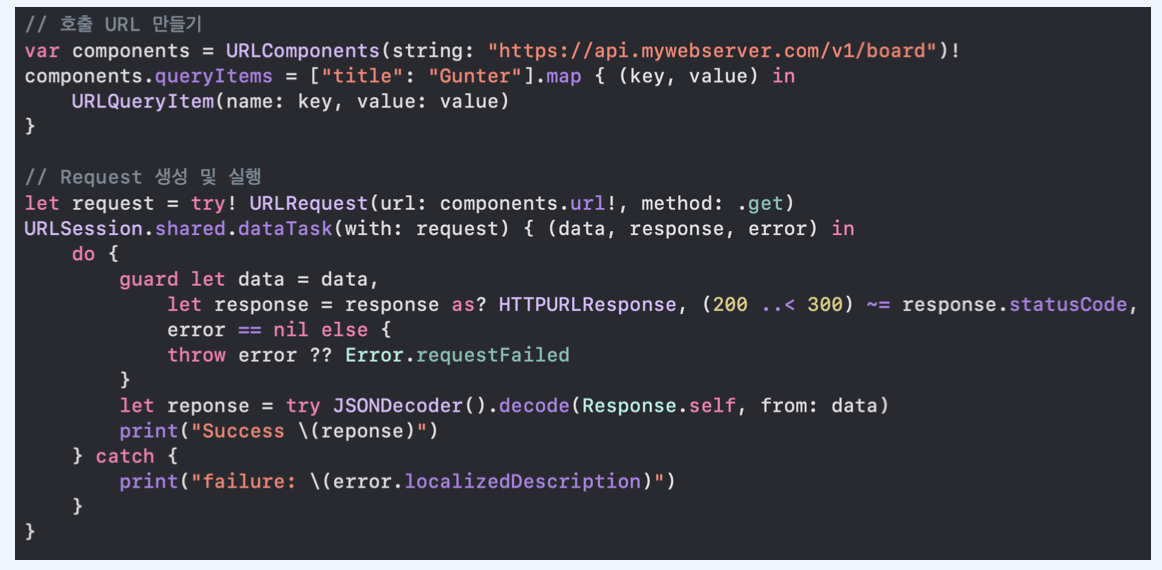 // 호출 URL 만들기
var components = URLComponents(string: "https://api.mywebserver.com/v1/board")!
components.queryItems = ["title": "Gunter"].map { (key, value) in
    URLQueryItem(name: key, value: value)
}

// Request 생성 및 실행
let request = try! URLRequest(url: components.url!, method: .get)
URLSession.shared.dataTask(with: request) { (data, response, error) in
    do {
        guard let data = data,
            let response = response as? HTTPURLResponse, (200 ..< 300) ~= response.statusCode,
            error == nil else {
            throw error ?? Error.requestFailed
        }
        let reponse = try JSONDecoder().decode(Response.self, from: data)
        print("Success \(reponse)")
    } catch {
        print("failure: \(error.localizedDescription)")
    }
}